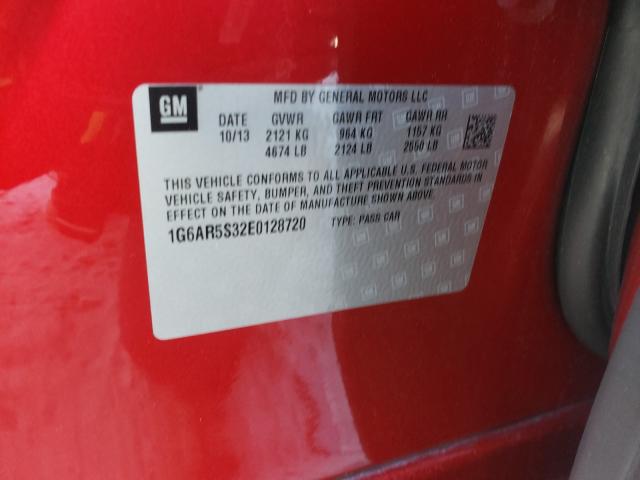 GM
MFD BY GENERAL MOTORS LLC
DATE GVWR GAWR FRT GAWR RR
10/13 2121 KG 964 KG 1157 KG
4674 LB 2124 LB 2550 LB
THIS VEHICLE CONFORMS TO ALL APPLICABLE U.S. FEDERAL MOTOR
VEHICLE SAFETY, BUMPER, AND THEFT PREVENTION STANDARDS IN
EFFECT ON THE DATE OF MANUFACTURE SHOWN ABOVE.
1G6AR5S32E0128720 TYPE: PASS CAR